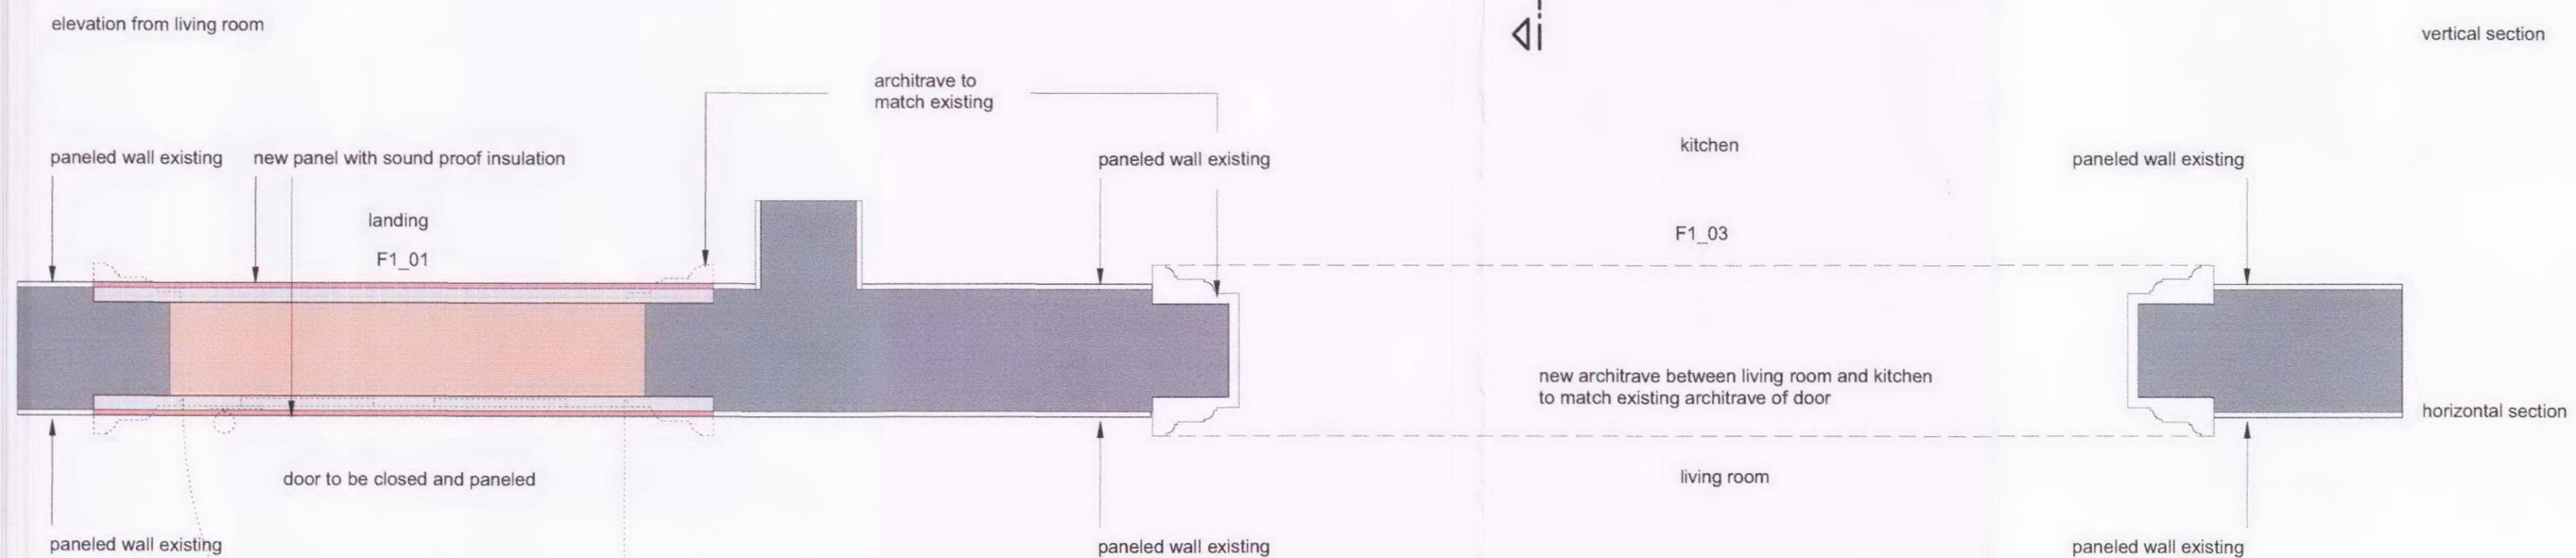 elevation from living room
vertical section
architrave to
match existing
paneled wall existing
new panel with sound proof insulation
paneled wall existing
kitchen
paneled wall existing
landing
F1_01
F1_03
new architrave between living room and kitchen
to match existing architrave of door
horizontal section
door to be closed and paneled
living room
paneled wall existing
paneled wall existing
paneled wall existing